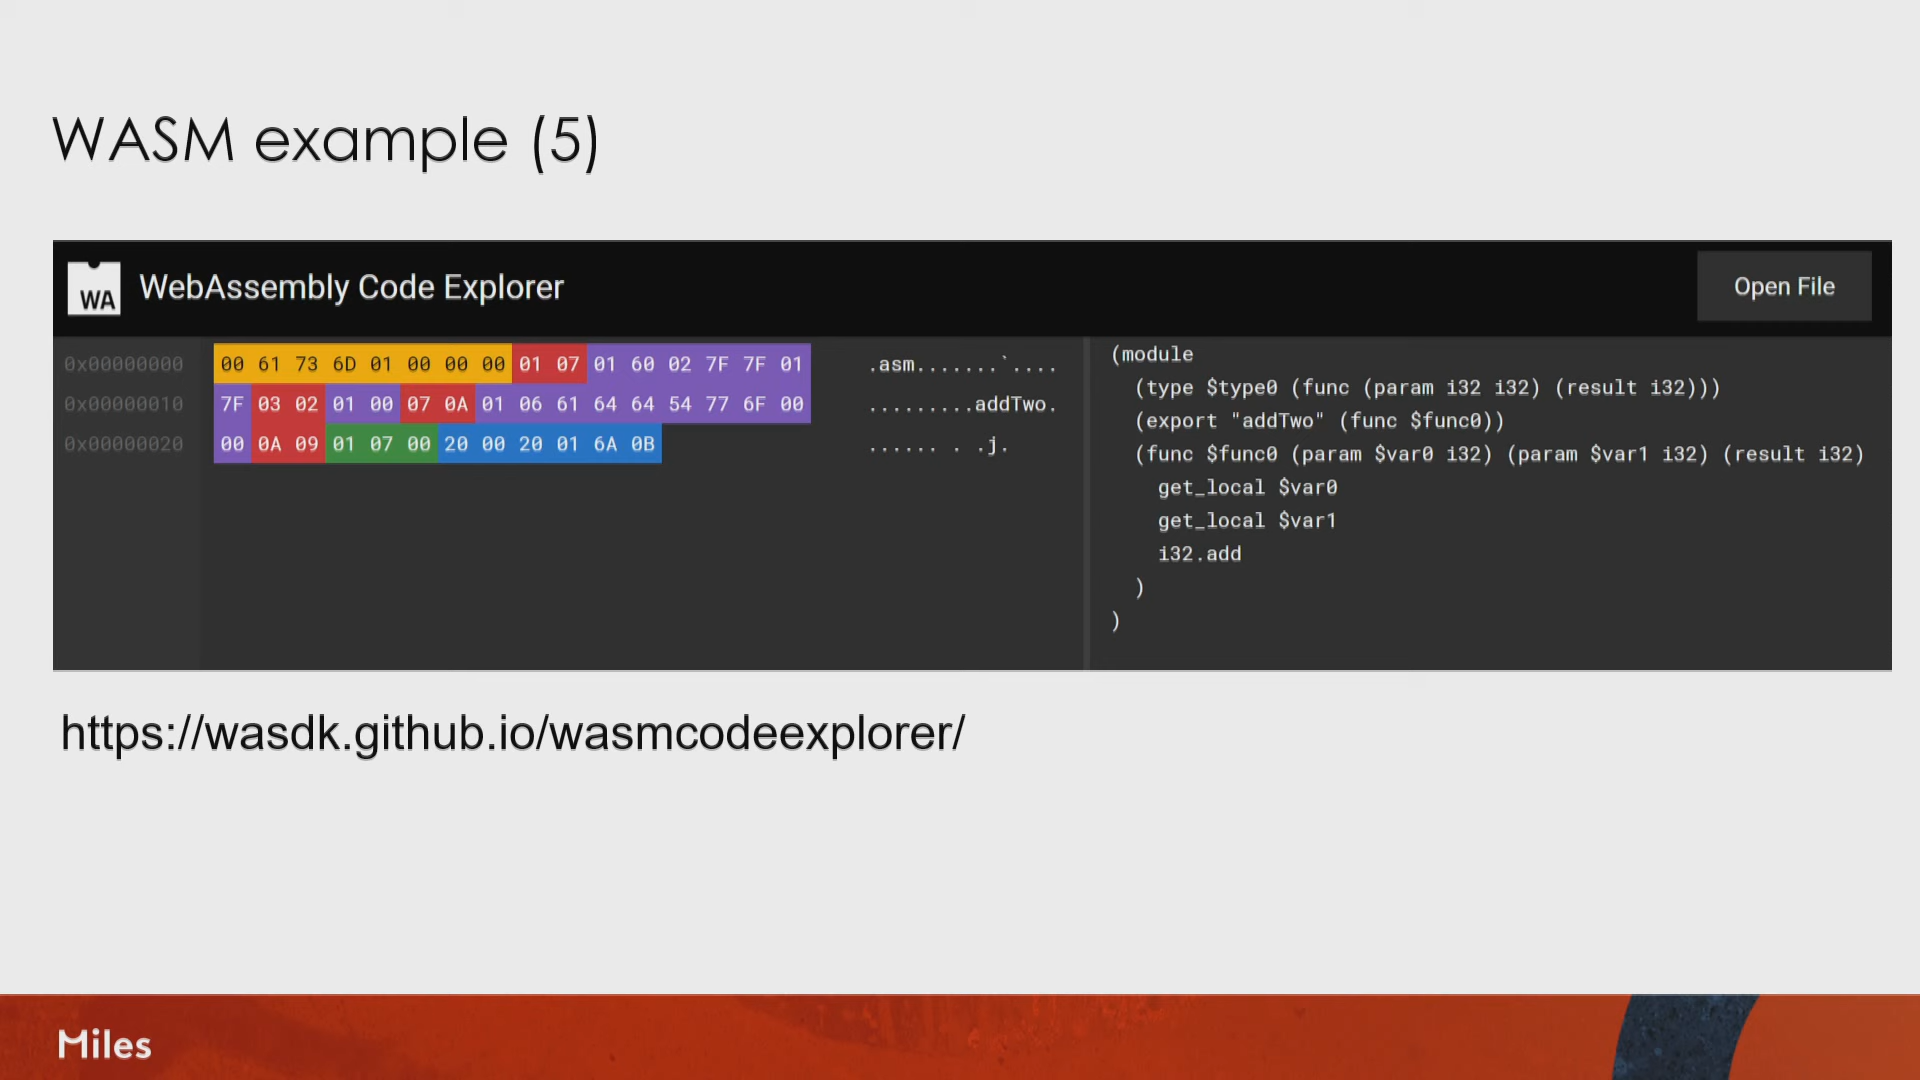 WASM example (5)
WA
WebAssembly Code Explorer
Open File
0x00000000 00 61 73 6D 01 00 00 00 01 07 01 60 02 7F 7F 01 .asm.......`....
0x00000010 7F 03 02 01 00 07 0A 01 06 61 64 64 54 77 6F 00 .........addTwo.
0x00000020 00 0A 09 01 07 00 20 00 20 01 6A 0B ...... . .j.
(module
(type $type0 (func (param i32 i32) (result i32)))
(export "addTwo" (func $func0))
(func $func0 (param $var0 i32) (param $var1 i32) (result i32)
get_local $var0
get_local $var1
i32.add
)
)
https://wasdk.github.io/wasmcodeexplorer/
Miles